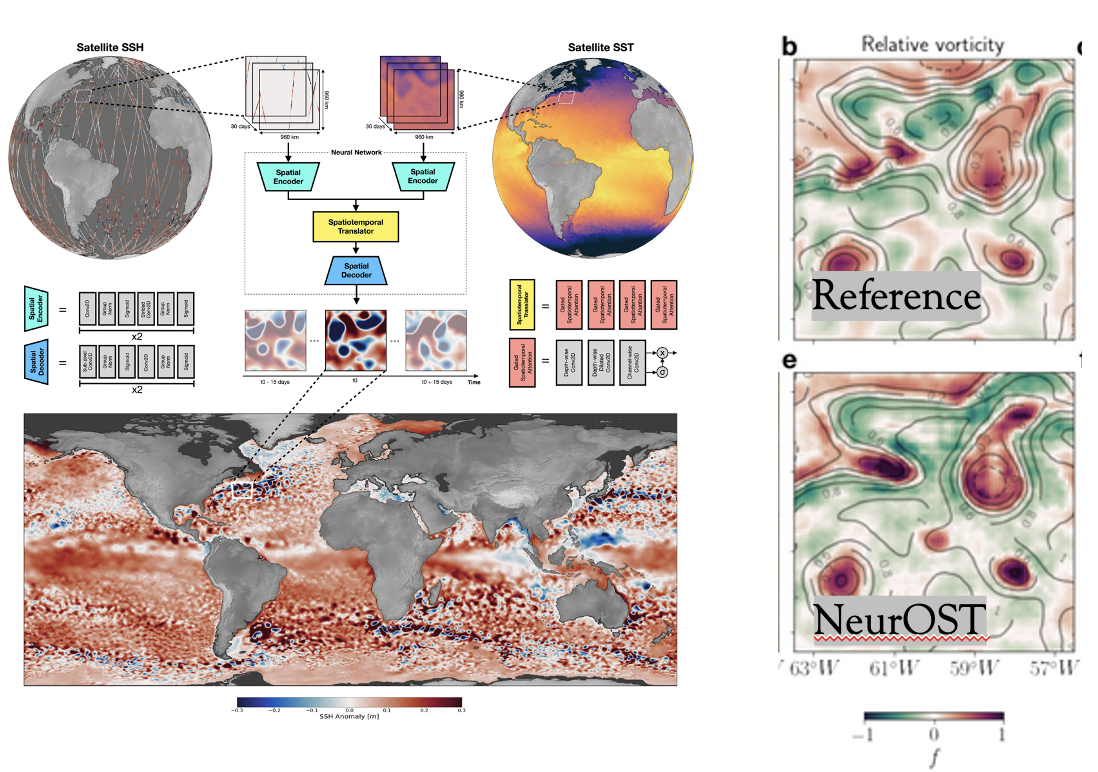 Satellite SSH
30 days
960 km
960 km
Satellite SST
30 days
960 km
960 km
Neural Network
Spatial
Encoder
Spatial
Encoder
Spatiotemporal
Translator
Spatial
Decoder
Spatial
Encoder
=
Conv2D
Group
Norm
Sigmoid
Strided
Conv2D
Group
Norm
Sigmoid
x2
Spatial
Decoder
=
Group
Norm
Sigmoid
Conv2D
Group
Norm
Sigmoid
x2
t0 - 15 days
...
t0
...
t0 + 15 days
Time
Spatiotemporal
Translator
=
Gated
Spatiotemporal
Attention
Gated
Spatiotemporal
Attention
Gated
Spatiotemporal
Attention
Gated
Spatiotemporal
Attention
Gated
Spatiotemporal
Attention
=
Depth-wise
Conv2D
Depth-wise
Dilated
Conv2D
Channel-wise
Conv2D
x
σ
−0.3 −0.2 −0.1 0.0 0.1 0.2 0.3
SSH Anomaly [m]
b
Relative vorticity
Reference
e
NeurOST
63°W 61°W 59°W 57°W
−1 0 1
f